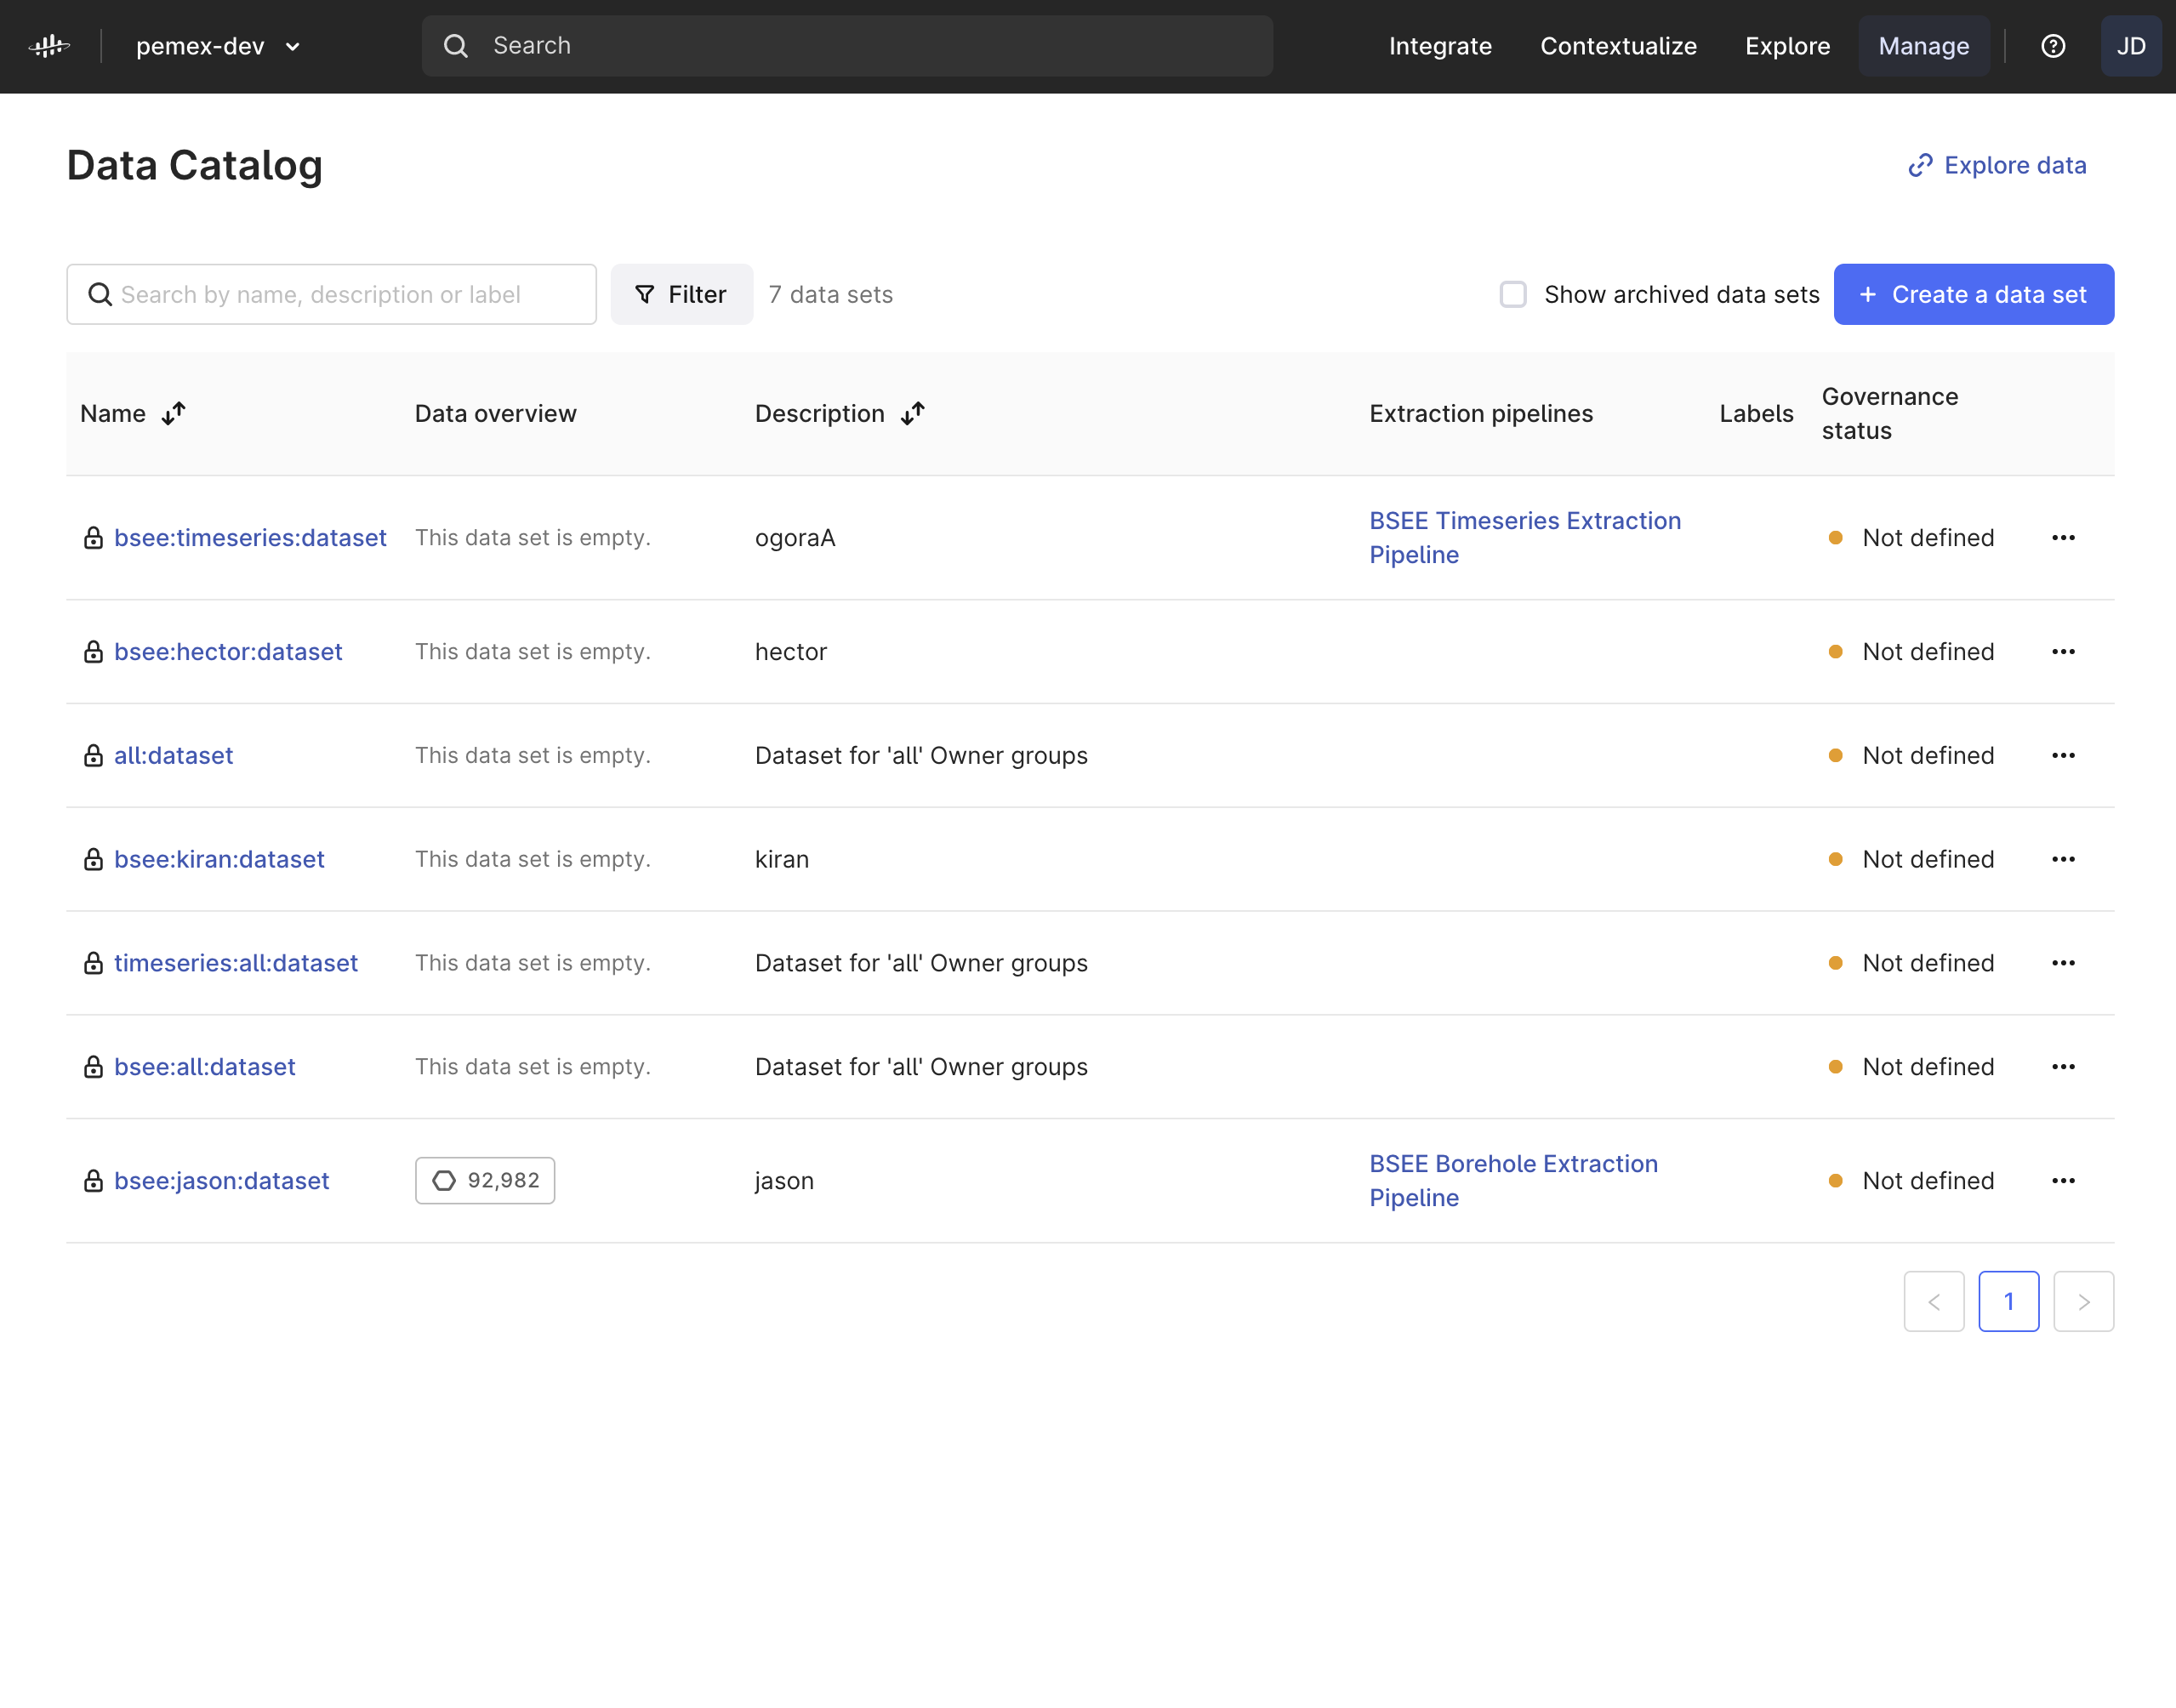 pemex-dev
Search
Integrate
Contextualize
Explore
Manage
JD
Data Catalog
Explore data
Search by name, description or label
Filter
7 data sets
Show archived data sets
+ Create a data set
Name
Data overview
Description
Extraction pipelines
Labels
Governance
status
bsee:timeseries:dataset
This data set is empty.
ogoraA
BSEE Timeseries Extraction
Pipeline
Not defined
bsee:hector:dataset
This data set is empty.
hector
Not defined
all:dataset
This data set is empty.
Dataset for 'all' Owner groups
Not defined
bsee:kiran:dataset
This data set is empty.
kiran
Not defined
timeseries:all:dataset
This data set is empty.
Dataset for 'all' Owner groups
Not defined
bsee:all:dataset
This data set is empty.
Dataset for 'all' Owner groups
Not defined
bsee:jason:dataset
92,982
jason
BSEE Borehole Extraction
Pipeline
Not defined
1